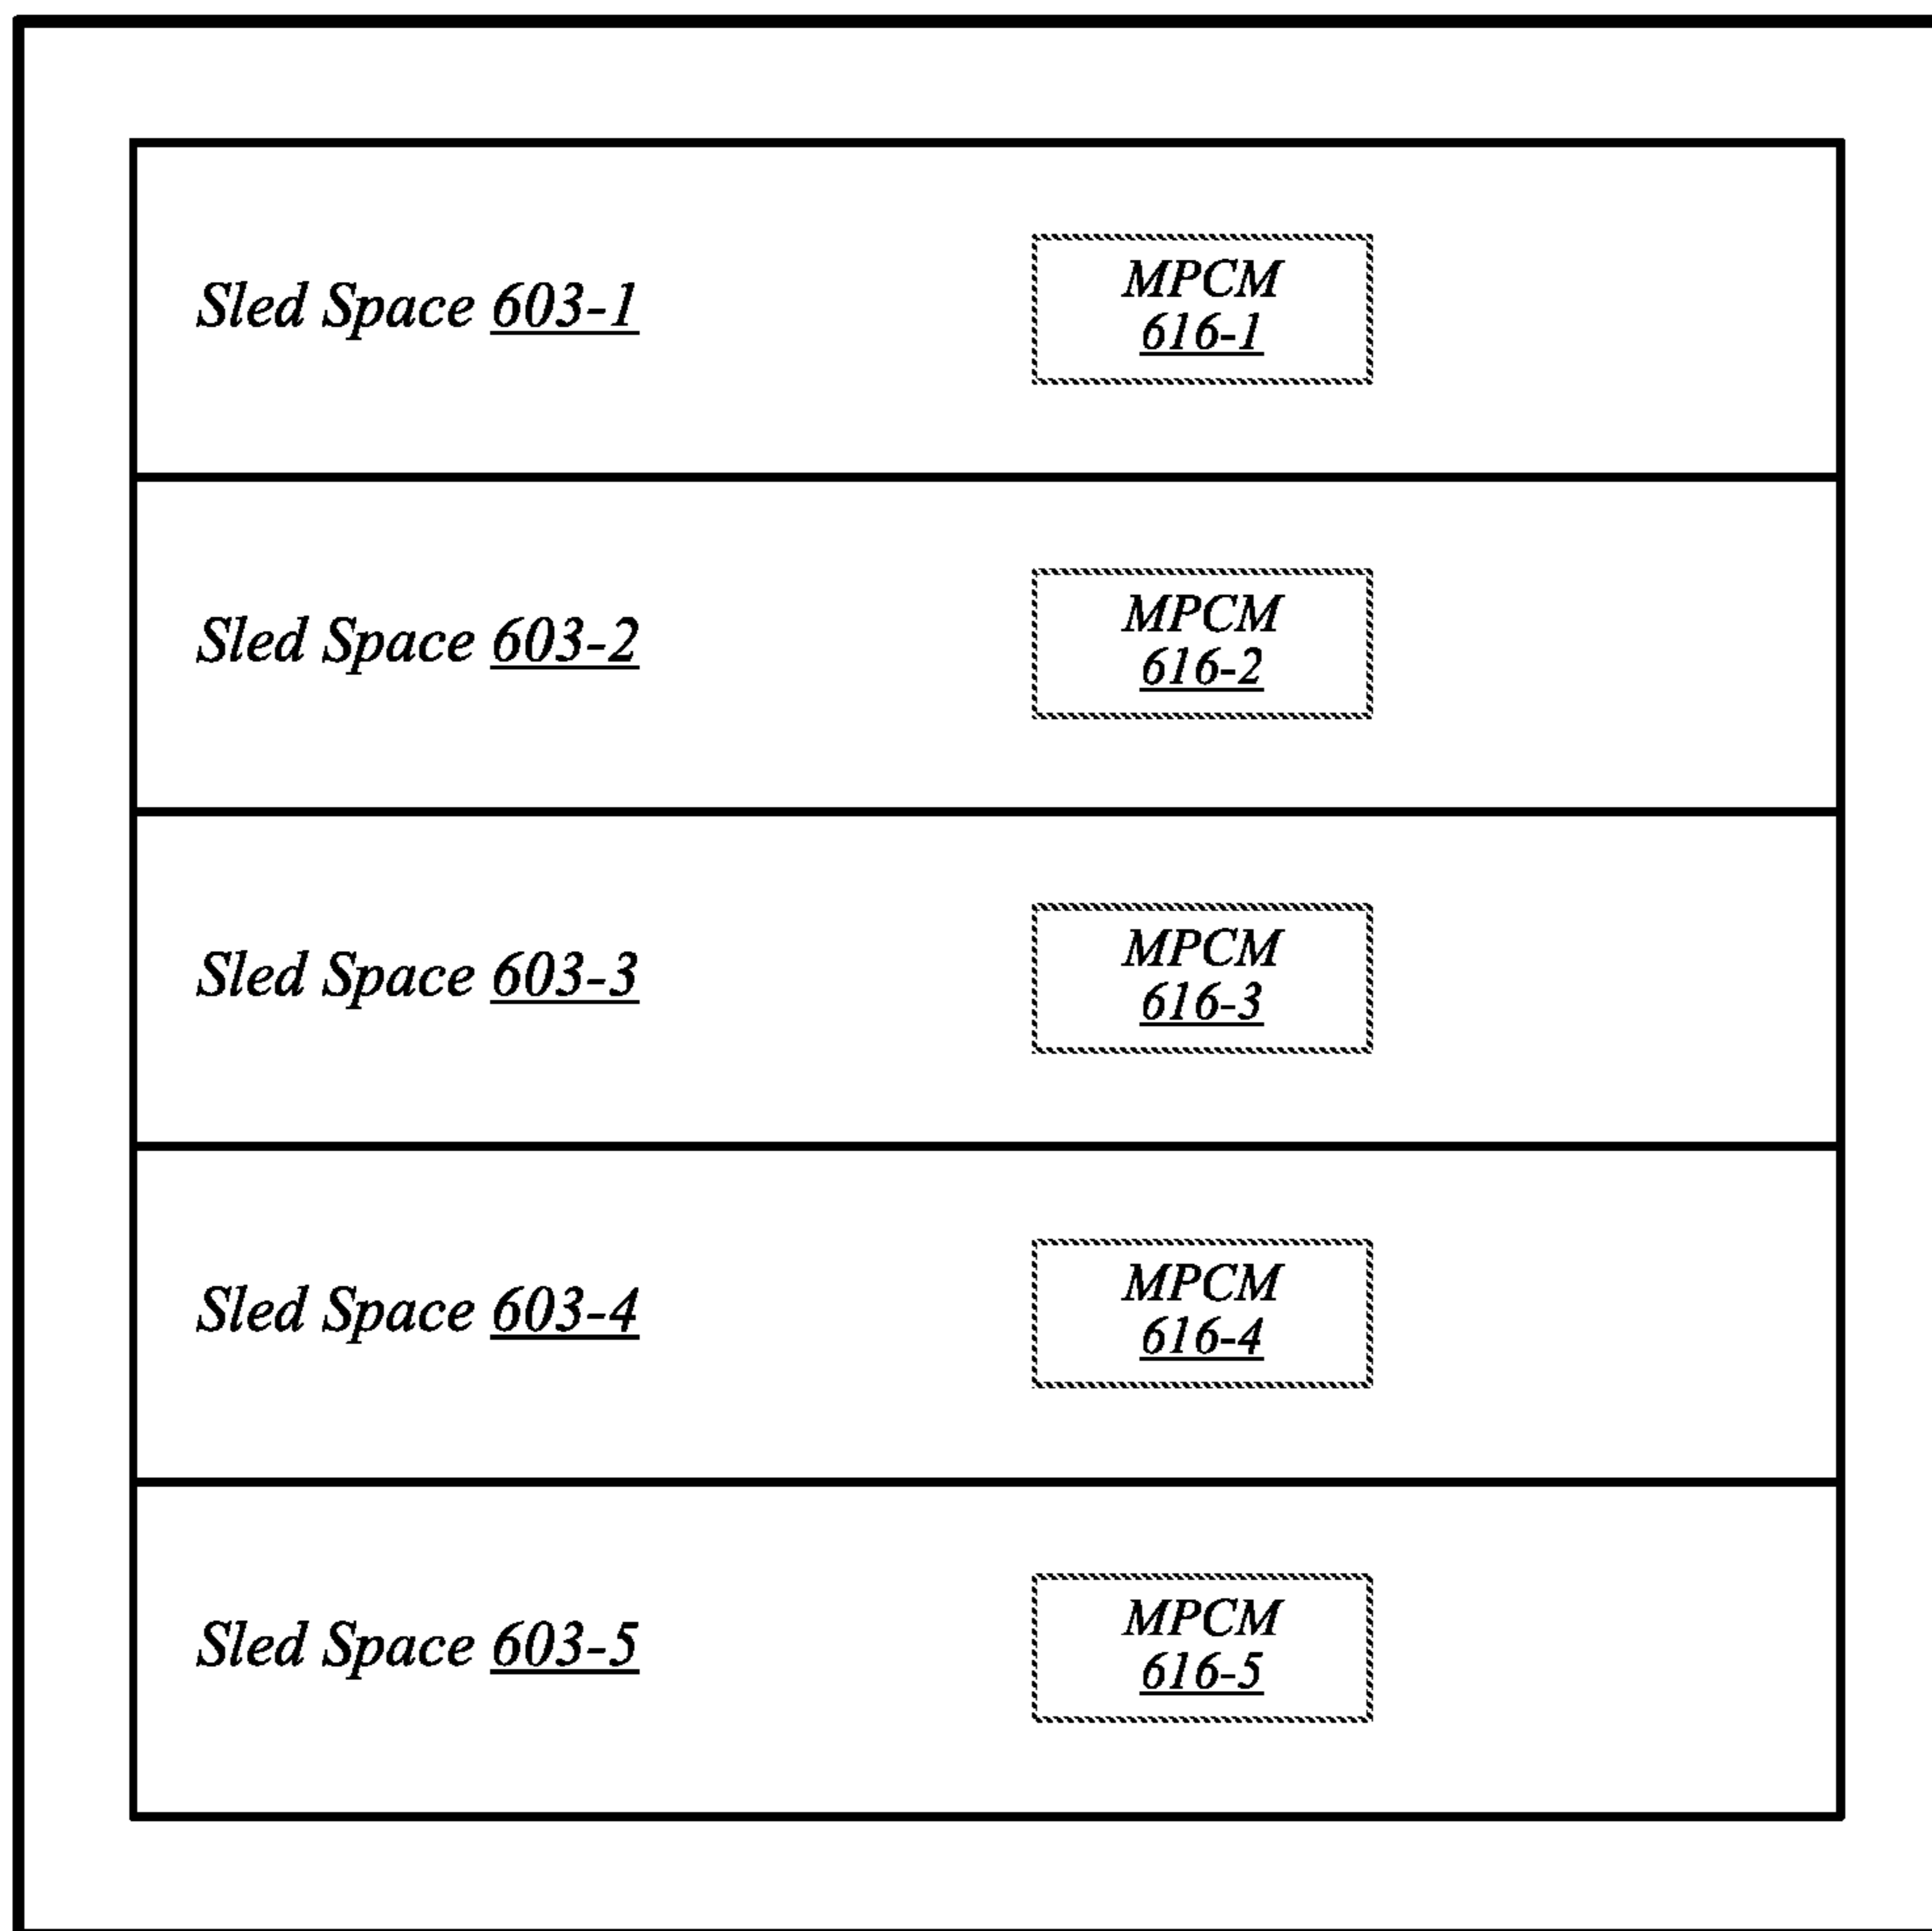 Sled Space 603-1
MPCM
616-1
Sled Space 603-2
MPCM
616-2
Sled Space 603-3
MPCM
616-3
Sled Space 603-4
MPCM
616-4
Sled Space 603-5
MPCM
616-5